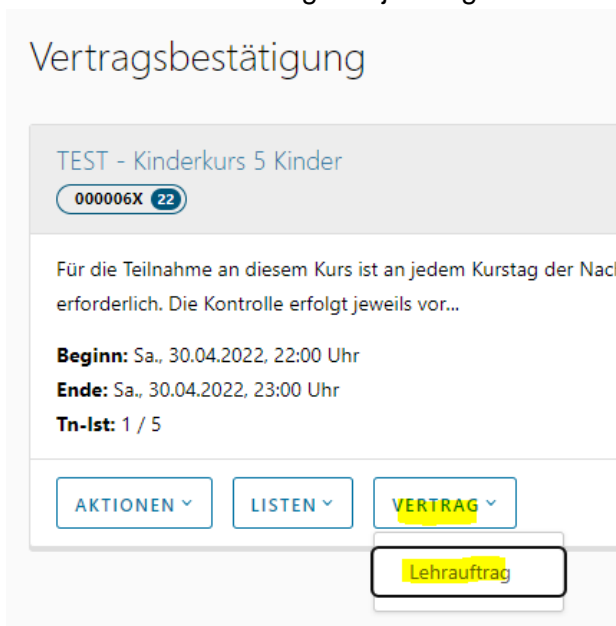 Vertragsbestätigung
TEST - Kinderkurs 5 Kinder
000006X 22
Für die Teilnahme an diesem Kurs ist an jedem Kurstag der
erforderlich. Die Kontrolle erfolgt jeweils vor...
Beginn: Sa., 30.04.2022, 22:00 Uhr
Ende: Sa., 30.04.2022, 23:00 Uhr
Tn-Ist: 1 / 5
AKTIONEN LISTEN VERTRAG
Lehrauftrag